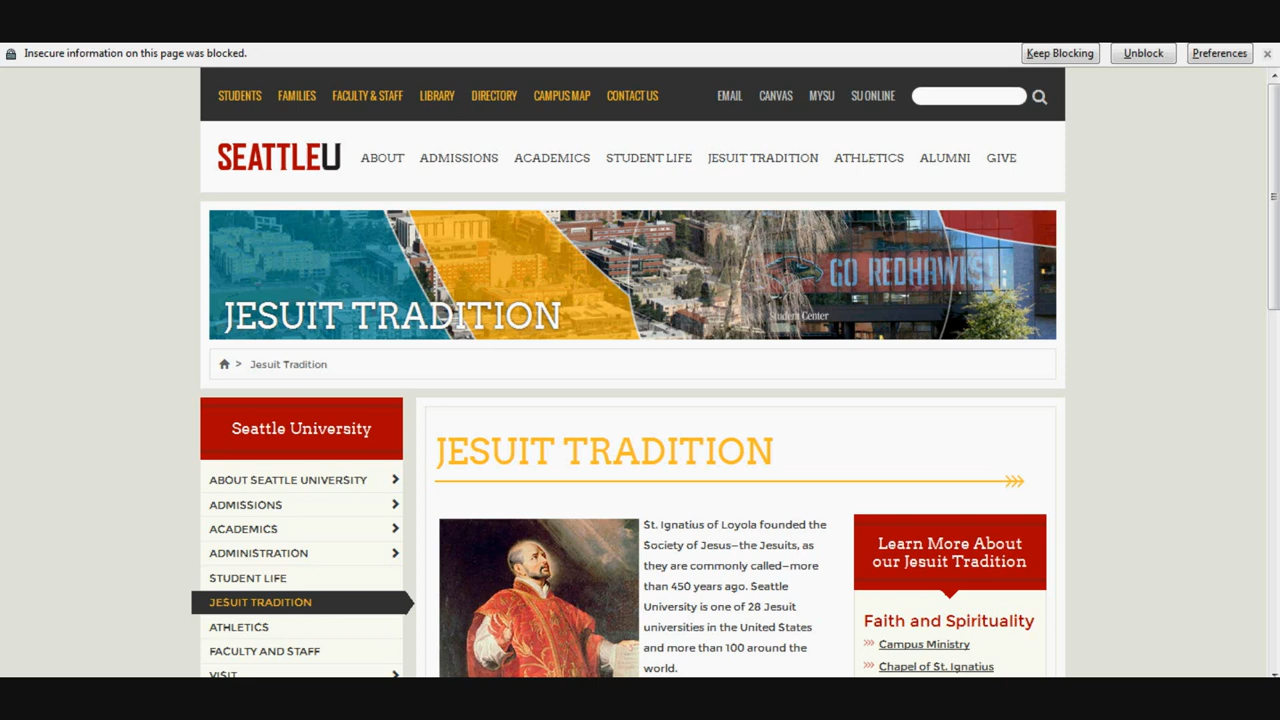 Insecure information on this page was blocked.
Keep Blocking
Unblock
Preferences
STUDENTS FAMILIES FACULTY & STAFF LIBRARY DIRECTORY CAMPUS MAP CONTACT US
EMAIL CANVAS MYSU SU ONLINE
SEATTLEU
ABOUT ADMISSIONS ACADEMICS STUDENT LIFE JESUIT TRADITION ATHLETICS ALUMNI GIVE
GO REDHAWKS!
Student Center
JESUIT TRADITION
> Jesuit Tradition
Seattle University
ABOUT SEATTLE UNIVERSITY
ADMISSIONS
ACADEMICS
ADMINISTRATION
STUDENT LIFE
JESUIT TRADITION
ATHLETICS
FACULTY AND STAFF
VISIT
JESUIT TRADITION
St. Ignatius of Loyola founded the
Society of Jesus—the Jesuits, as
they are commonly called—more
than 450 years ago. Seattle
University is one of 28 Jesuit
universities in the United States
and more than 100 around the
world.
Learn More About
our Jesuit Tradition
Faith and Spirituality
Campus Ministry
Chapel of St. Ignatius